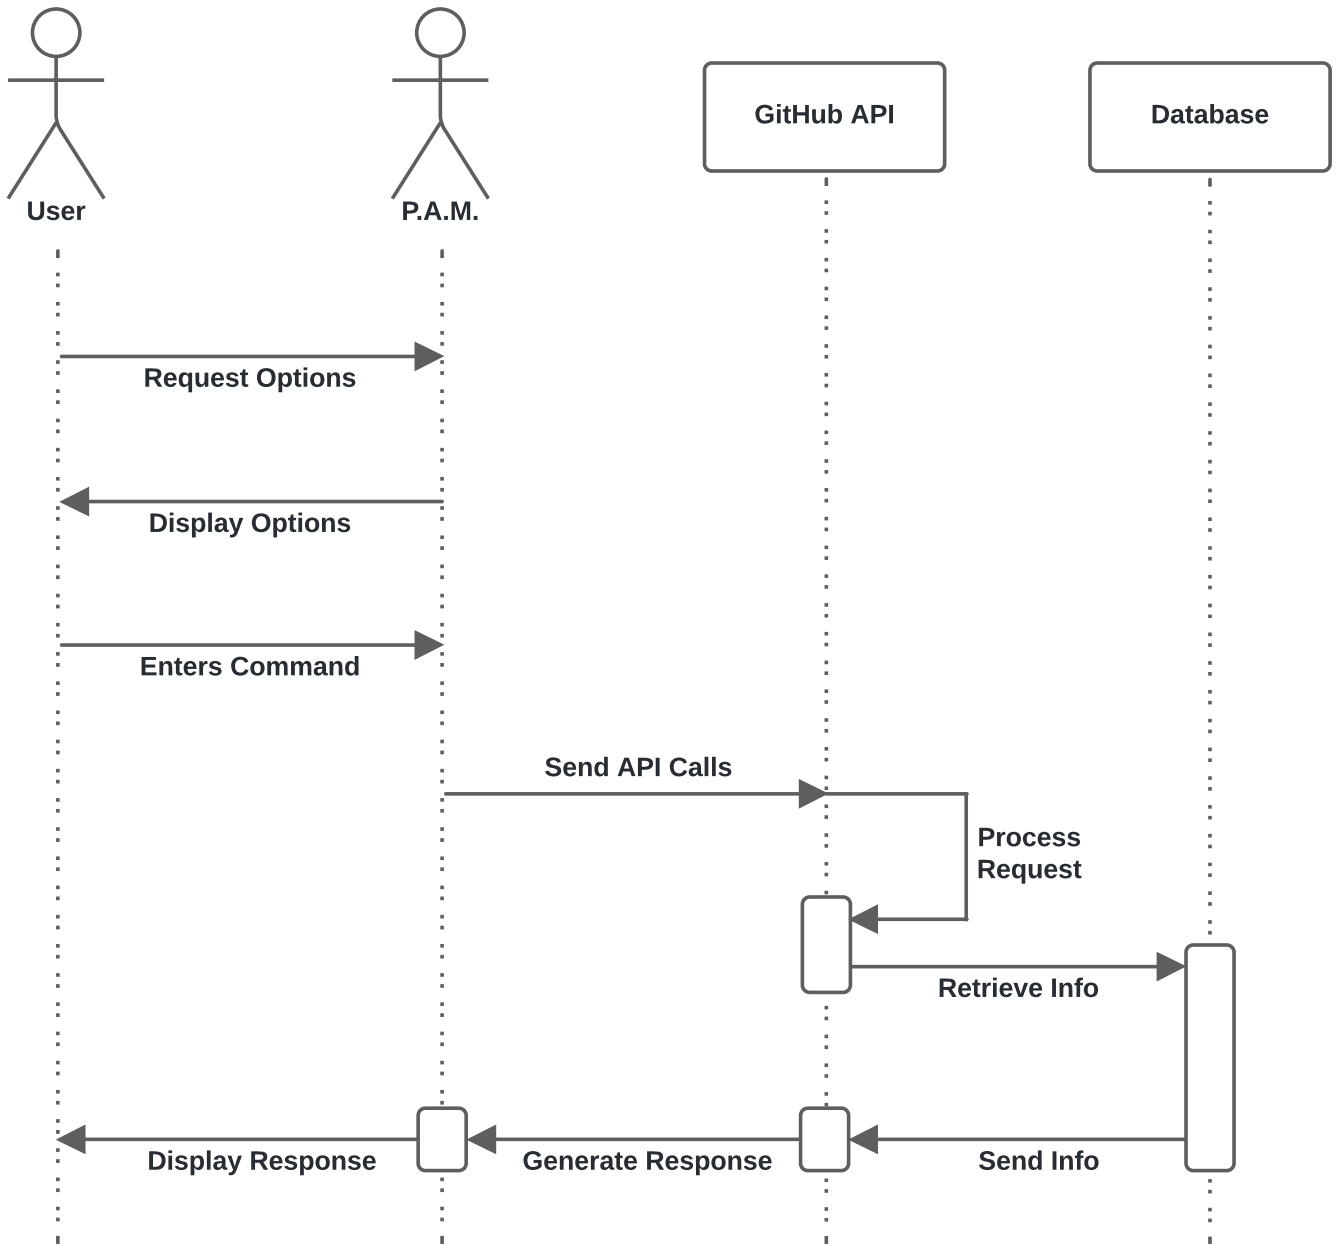 User
P.A.M.
GitHub API
Database
Request Options
Display Options
Enters Command
Send API Calls
Process
Request
Retrieve Info
Display Response
Generate Response
Send Info